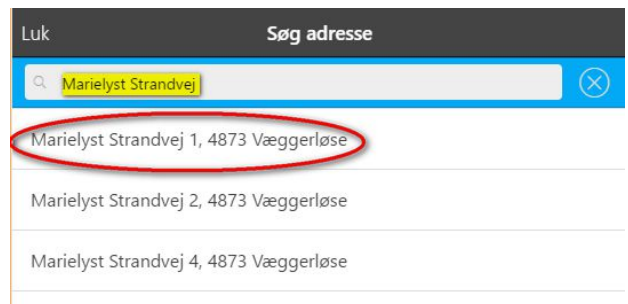 Luk Søg adresse
Marielyst Strandvej
Marielyst Strandvej 1, 4873 Væggerløse
Marielyst Strandvej 2, 4873 Væggerløse
Marielyst Strandvej 4, 4873 Væggerløse